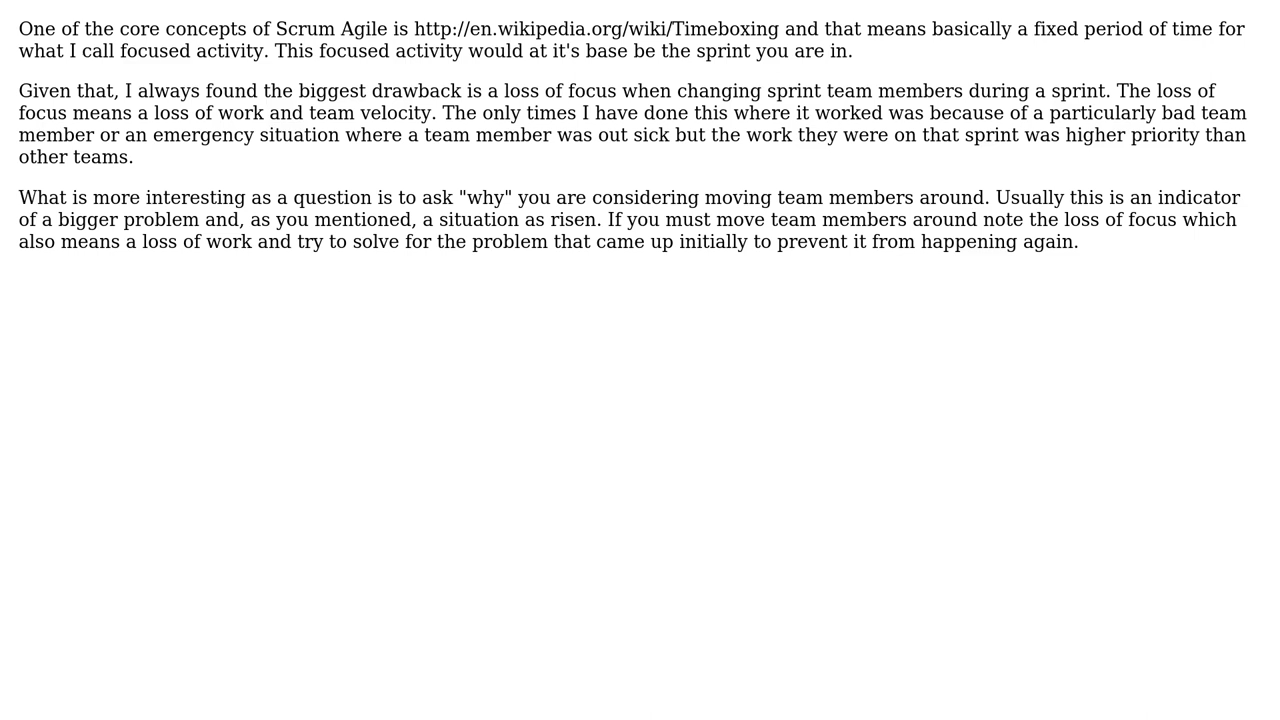 One of the core concepts of Scrum Agile is http://en.wikipedia.org/wiki/Timeboxing and that means basically a fixed period of time for
what I call focused activity. This focused activity would at it's base be the sprint you are in.
Given that, I always found the biggest drawback is a loss of focus when changing sprint team members during a sprint. The loss of
focus means a loss of work and team velocity. The only times I have done this where it worked was because of a particularly bad team
member or an emergency situation where a team member was out sick but the work they were on that sprint was higher priority than
other teams.
What is more interesting as a question is to ask "why" you are considering moving team members around. Usually this is an indicator
of a bigger problem and, as you mentioned, a situation as risen. If you must move team members around note the loss of focus which
also means a loss of work and try to solve for the problem that came up initially to prevent it from happening again.